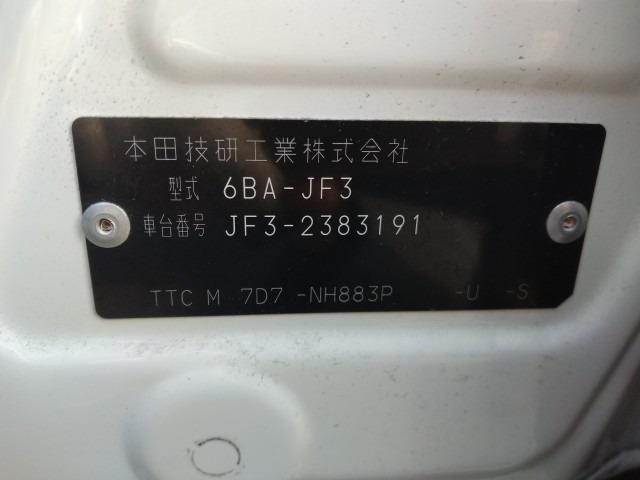 本田技研工業株式会社
型式 6BA-JF3
車台番号 JF3-2383191
TTC M 7D7 -NH883P -U -S